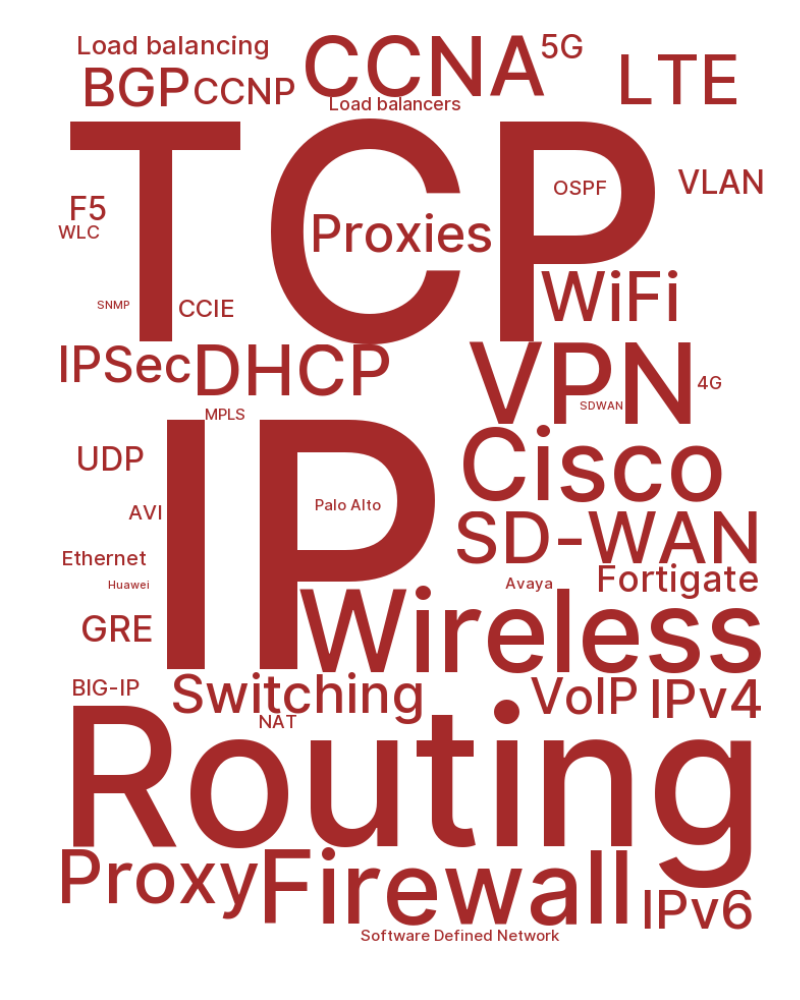 Load balancing
CCNA
5G
LTE
BGP
CCNP
Load balancers
TCP
OSPF
VLAN
F5
Proxies
WLC
WiFi
SNMP
CCIE
IPSec
DHCP
VPN
4G
SDWAN
MPLS
IP
Cisco
UDP
Palo Alto
AVI
SD-WAN
Ethernet
Huawei
Avaya
Fortigate
GRE
Wireless
BIG-IP
Switching
VoIP
IPv4
NAT
Routing
Proxy
Firewall
IPv6
Software Defined Network